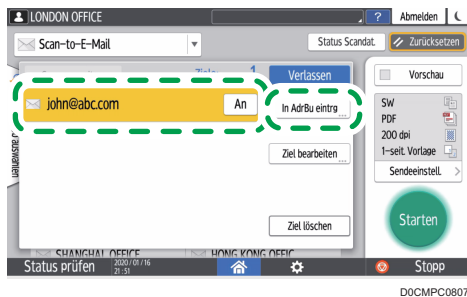 LONDON OFFICE
?
Abmelden
Scan-to-E-Mail
Status Scandat.
Zurücksetzen
1
Verlassen
Vorschau
john@abc.com
An
In AdrBu eintrg
...
SW
PDF
200 dpi
1-seit. Vorlage
auswählen
Ziel bearbeiten
...
Sendeeinstell.
Ziel löschen
Starten
SHANGHAI OFFICE
HONG KONG OFFIC
Status prüfen
2020/01/16
21:51
Stopp
D0CMPC0807